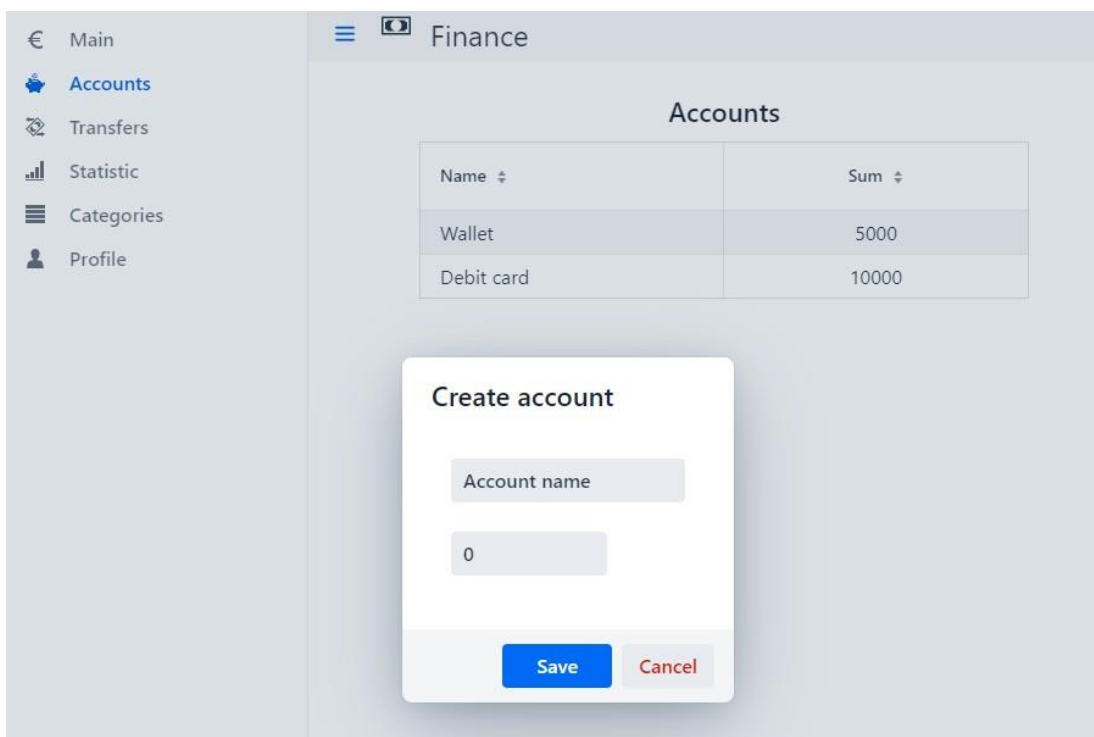 Main
Accounts
Transfers
Statistic
Categories
Profile
Finance
Accounts
Name Sum
Wallet 5000
Debit card 10000
Create account
Account name
0
Save Cancel